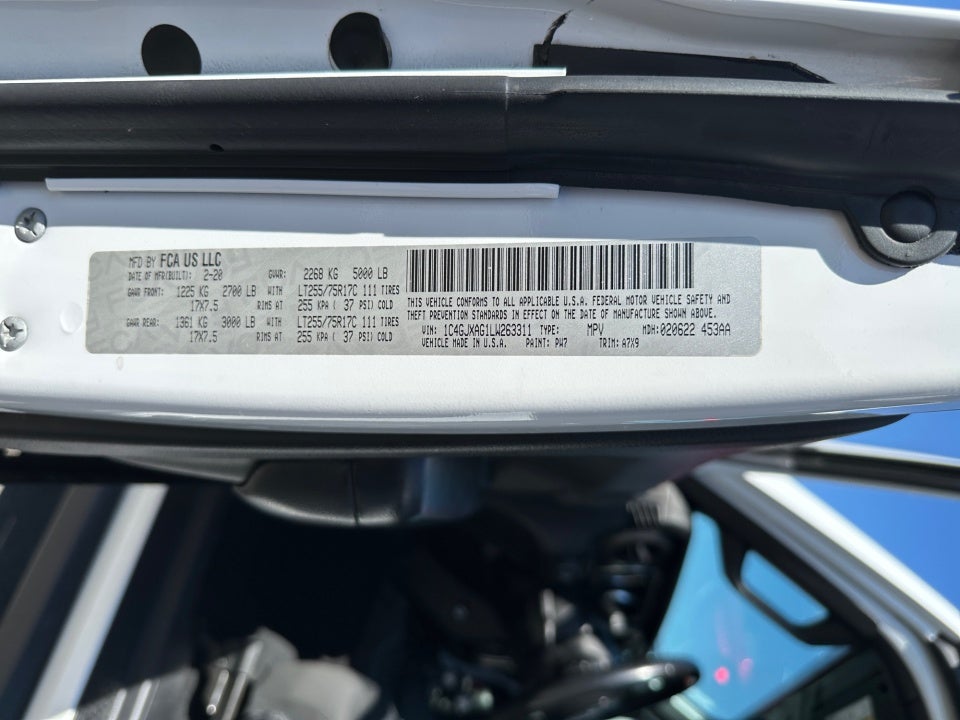 MFD BY FCA US LLC
DATE OF MFR(BUILT): 2-20 GVWR: 2268 KG 5000 LB
GAWR FRONT: 1225 KG 2700 LB WITH LT255/75R17C 111 TIRES
17X7.5 RIMS AT 255 KPA ( 37 PSI) COLD
GAWR REAR: 1361 KG 3000 LB WITH LT255/75R17C 111 TIRES
17X7.5 RIMS AT 255 KPA ( 37 PSI) COLD
THIS VEHICLE CONFORMS TO ALL APPLICABLE U.S.A. FEDERAL MOTOR VEHICLE SAFETY AND
THEFT PREVENTION STANDARDS IN EFFECT ON THE DATE OF MANUFACTURE SHOWN ABOVE.
VIN: 1C4GJXAG1LW263311 TYPE: MPV MDH: 020622 453AA
VEHICLE MADE IN U.S.A. PAINT: PW7 TRIM: A7X9